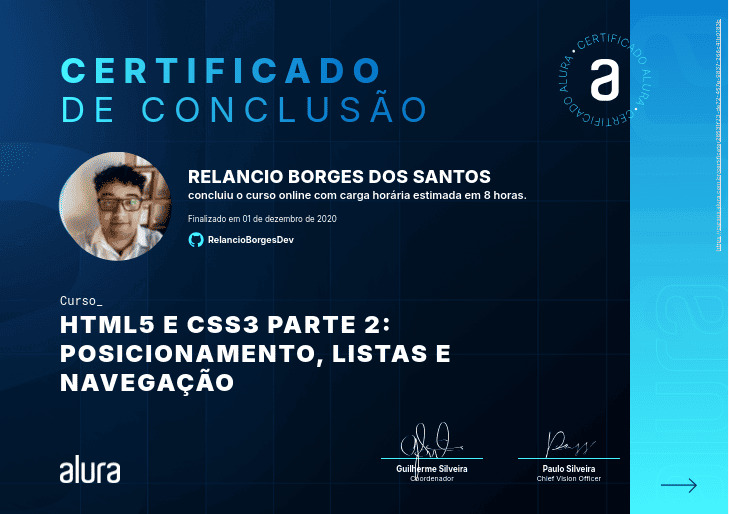 CERTIFICADO
DE CONCLUSÃO
CERTIFICADO ALURA • CERTIFICADO ALURA •
a
RELANCIO BORGES DOS SANTOS
concluiu o curso online com carga horária estimada em 8 horas.
Finalizado em 01 de dezembro de 2020
RelancioBorgesDev
Curso_
HTML5 E CSS3 PARTE 2:
POSICIONAMENTO, LISTAS E
NAVEGAÇÃO
Guilherme Silveira
Coordenador
Paulo Silveira
Chief Vision Officer
alura
alura